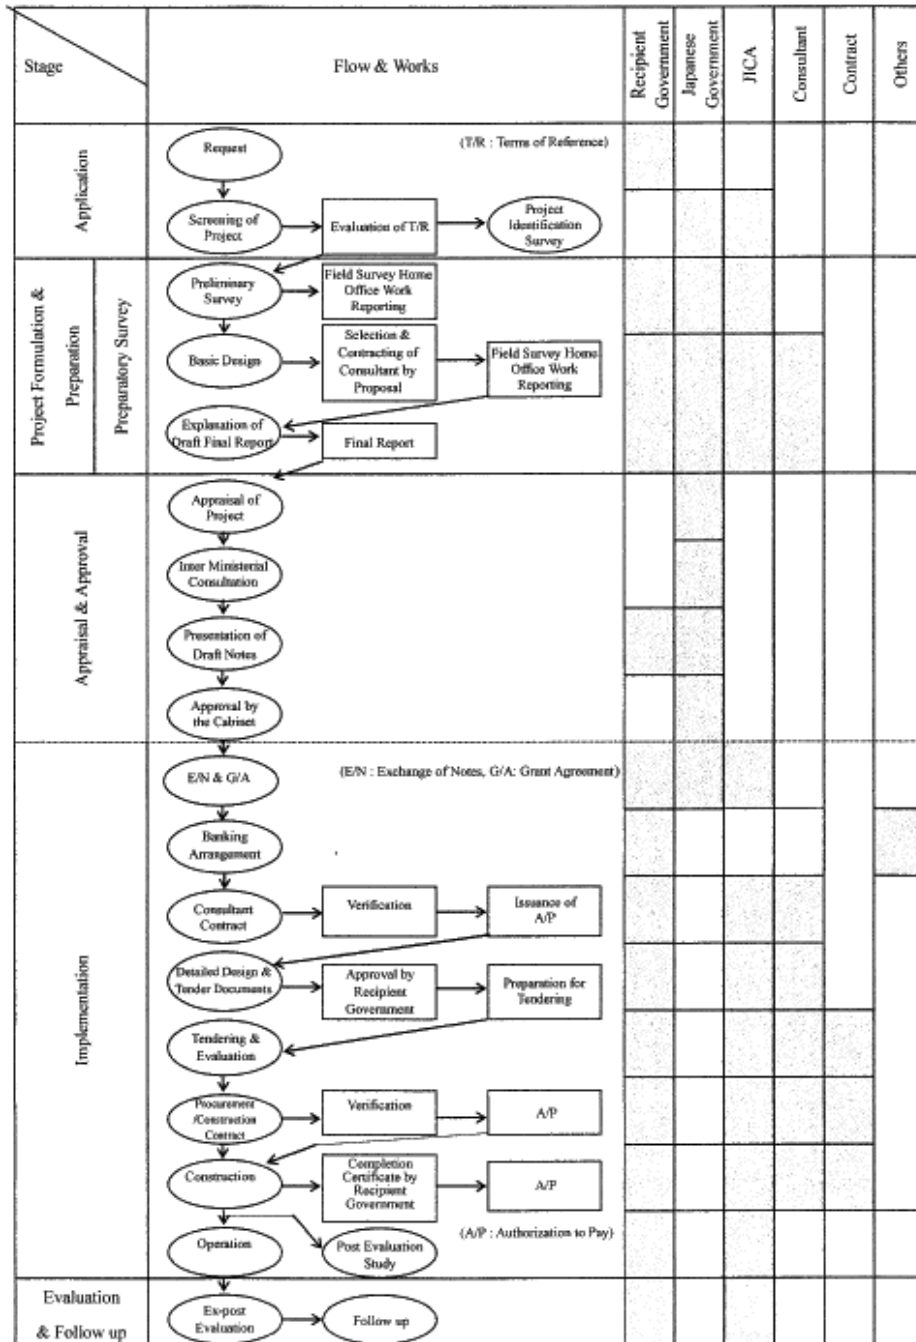 Stage
Flow & Works
Recipient
Government
Japanese
Government
JICA
Consultant
Contract
Others
Application
Request
(T/R : Terms of Reference)
Screening of
Project
Evaluation of T/R
Project
Identification
Survey
Project Formulation &
Preparation
Preparatory Survey
Preliminary
Survey
Field Survey Home
Office Work
Reporting
Basic Design
Selection &
Contracting of
Consultant by
Proposal
Field Survey Home
Office Work
Reporting
Explanation of
Draft Final Report
Final Report
Appraisal & Approval
Appraisal of
Project
Inter Ministerial
Consultation
Presentation of
Draft Notes
Approval by
the Cabinet
Implementation
E/N & G/A
(E/N : Exchange of Notes, G/A: Grant Agreement)
Banking
Arrangement
Consultant
Contract
Verification
Issuance of
A/P
Detailed Design &
Tender Documents
Approval by
Recipient
Government
Preparation for
Tendering
Tendering &
Evaluation
Procurement
/Construction
Contract
Verification
A/P
Construction
Completion
Certificate by
Recipient
Government
A/P
(A/P : Authorization to Pay)
Operation
Post Evaluation
Study
Evaluation
& Follow up
Ex-post
Evaluation
Follow up